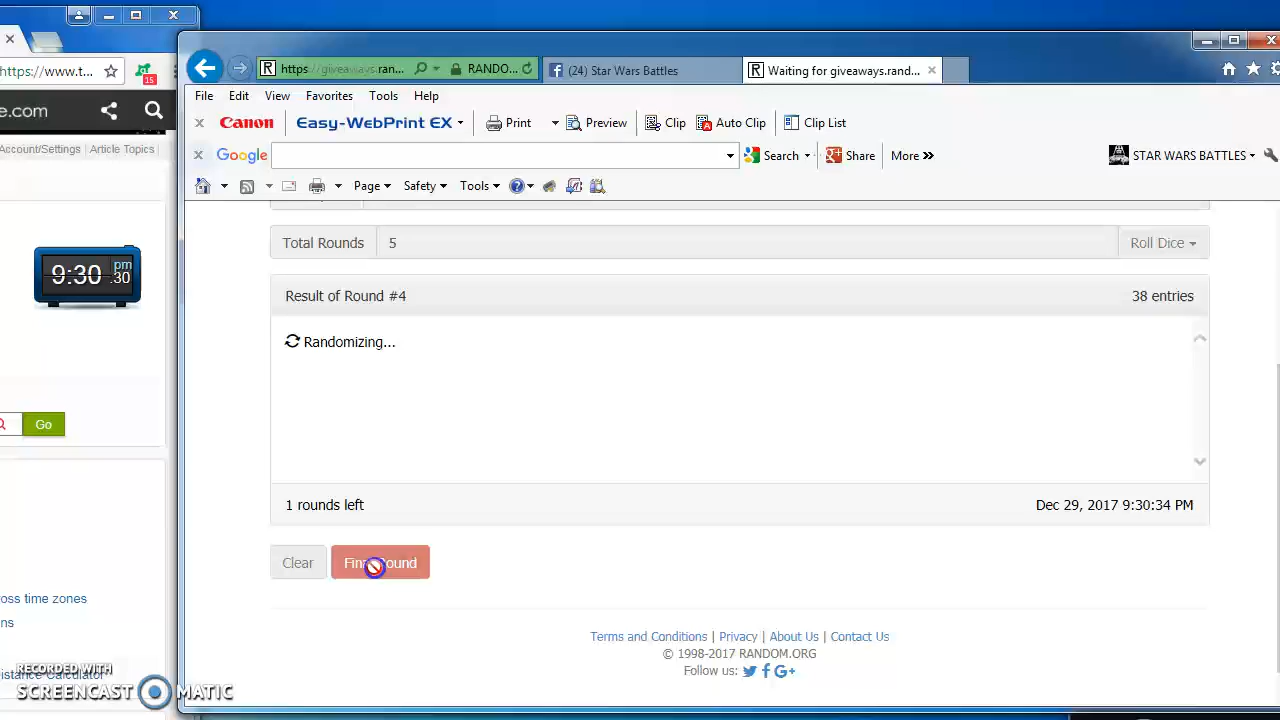 https://www.t...
15
e.com
Account/Settings
Article Topics
9:30 pm .30
Go
oss time zones
ns
istance Calculator
RECORDED WITH
SCREENCAST MATIC
R https://giveaways.ran...
RANDO...
(24) Star Wars Battles
R Waiting for giveaways.rand...
File Edit View Favorites Tools Help
Canon Easy-WebPrint EX Print Preview Clip Auto Clip Clip List
Google Search Share More » STAR WARS BATTLES
Page Safety Tools
Total Rounds 5 Roll Dice
Result of Round #4 38 entries
Randomizing...
1 rounds left Dec 29, 2017 9:30:34 PM
Clear Final Round
Terms and Conditions | Privacy | About Us | Contact Us
© 1998-2017 RANDOM.ORG
Follow us: